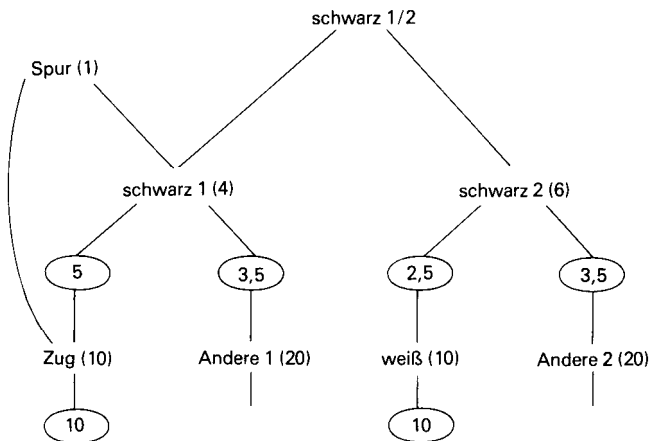 schwarz 1/2
Spur (1)
schwarz 1 (4)
schwarz 2 (6)
5
3,5
2,5
3,5
Zug (10)
Andere 1 (20)
weiß (10)
Andere 2 (20)
10
10